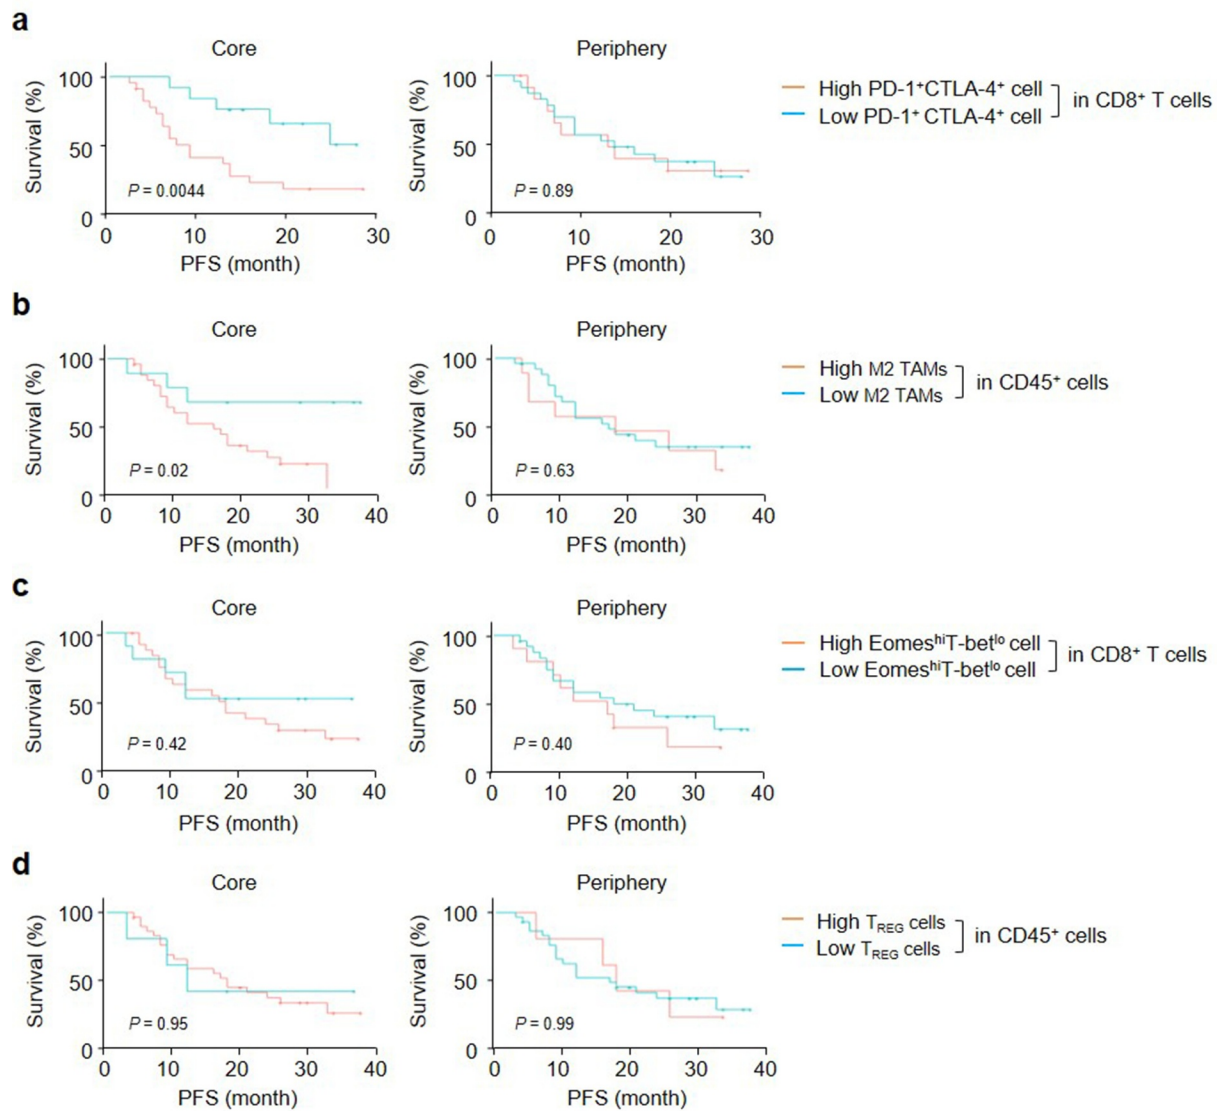 a
Core
Periphery
Survival (%)
100
50
0
P = 0.0044
0 10 20 30
PFS (month)
Survival (%)
100
50
0
P = 0.89
0 10 20 30
PFS (month)
High PD-1⁺CTLA-4⁺ cell
Low PD-1⁺ CTLA-4⁺ cell
in CD8⁺ T cells
b
Core
Periphery
Survival (%)
100
50
0
P = 0.02
0 10 20 30 40
PFS (month)
Survival (%)
100
50
0
P = 0.63
0 10 20 30 40
PFS (month)
High M2 TAMs
Low M2 TAMs
in CD45⁺ cells
c
Core
Periphery
Survival (%)
100
50
0
P = 0.42
0 10 20 30 40
PFS (month)
Survival (%)
100
50
0
P = 0.40
0 10 20 30 40
PFS (month)
High EomesʰⁱT-betˡᵒ cell
Low EomesʰⁱT-betˡᵒ cell
in CD8⁺ T cells
d
Core
Periphery
Survival (%)
100
50
0
P = 0.95
0 10 20 30 40
PFS (month)
Survival (%)
100
50
0
P = 0.99
0 10 20 30 40
PFS (month)
High TREG cells
Low TREG cells
in CD45⁺ cells